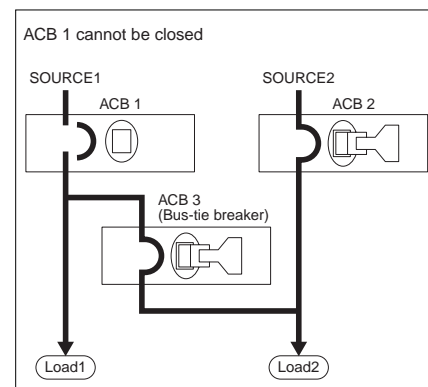 ACB 1 cannot be closed
SOURCE1
SOURCE2
ACB 1
ACB 2
ACB 3
(Bus-tie breaker)
Load1
Load2